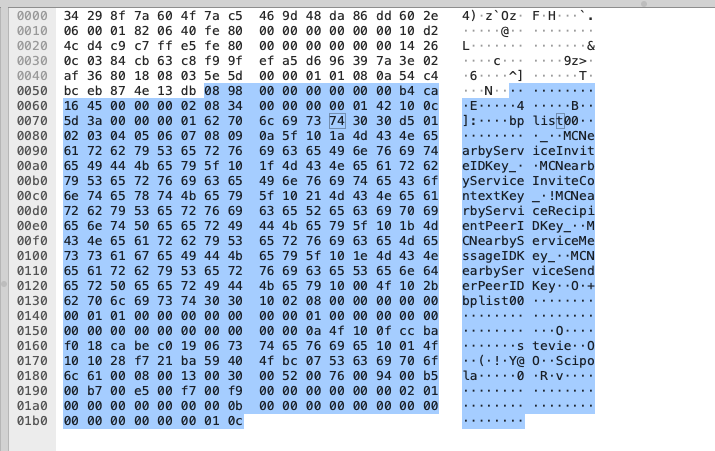 0000 34 29 8f 7a 60 4f 7a c5 46 9d 48 da 86 dd 60 2e 4)·z`Oz· F·H···`.
0010 06 00 01 82 06 40 fe 80 00 00 00 00 00 00 10 d2 ·····@·· ········
0020 4c d4 c9 c7 ff e5 fe 80 00 00 00 00 00 00 14 26 L······· ·······&
0030 0c 03 84 cb 63 c8 f9 9f ef a5 d6 96 39 7a 3e 02 ····c··· ····9z>·
0040 af 36 80 18 08 03 5e 5d 00 00 01 01 08 0a 54 c4 ·6····^] ······T·
0050 bc eb 87 4e 13 db 08 98 00 00 00 00 00 00 b4 ca ···N···· ········
0060 16 45 00 00 00 02 08 34 00 00 00 00 01 42 10 0c ·E·····4 ·····B··
0070 5d 3a 00 00 00 01 62 70 6c 69 73 74 30 30 d5 01 ]:····bp list00··
0080 02 03 04 05 06 07 08 09 0a 5f 10 1a 4d 43 4e 65 ········ ·_··MCNe
0090 61 72 62 79 53 65 72 76 69 63 65 49 6e 76 69 74 arbyServ iceInvit
00a0 65 49 44 4b 65 79 5f 10 1f 4d 43 4e 65 61 72 62 eIDKey_· ·MCNearb
00b0 79 53 65 72 76 69 63 65 49 6e 76 69 74 65 43 6f yService InviteCo
00c0 6e 74 65 78 74 4b 65 79 5f 10 21 4d 43 4e 65 61 ntextKey _·!MCNea
00d0 72 62 79 53 65 72 76 69 63 65 52 65 63 69 70 69 rbyServi ceRecipi
00e0 65 6e 74 50 65 65 72 49 44 4b 65 79 5f 10 1b 4d entPeerI DKey_··M
00f0 43 4e 65 61 72 62 79 53 65 72 76 69 63 65 4d 65 CNearbyS erviceMe
0100 73 73 61 67 65 49 44 4b 65 79 5f 10 1e 4d 43 4e ssageIDK ey_··MCN
0110 65 61 72 62 79 53 65 72 76 69 63 65 53 65 6e 64 earbySer viceSend
0120 65 72 50 65 65 72 49 44 4b 65 79 10 00 4f 10 2b erPeerID Key··O·+
0130 62 70 6c 69 73 74 30 30 10 02 08 00 00 00 00 00 bplist00 ········
0140 00 01 01 00 00 00 00 00 00 00 01 00 00 00 00 00 ········ ········
0150 00 00 00 00 00 00 00 00 00 00 0a 4f 10 0f cc ba ········ ···O····
0160 f0 18 ca be c0 19 06 73 74 65 76 69 65 10 01 4f ·······s tevie··O
0170 10 10 28 f7 21 ba 59 40 4f bc 07 53 63 69 70 6f ··(·!·Y@ O··Scipo
0180 6c 61 00 08 00 13 00 30 00 52 00 76 00 94 00 b5 la·····0 ·R·v····
0190 00 b7 00 e5 00 f7 00 f9 00 00 00 00 00 00 02 01 ········ ········
01a0 00 00 00 00 00 00 00 0b 00 00 00 00 00 00 00 00 ········ ········
01b0 00 00 00 00 00 00 01 0c ········